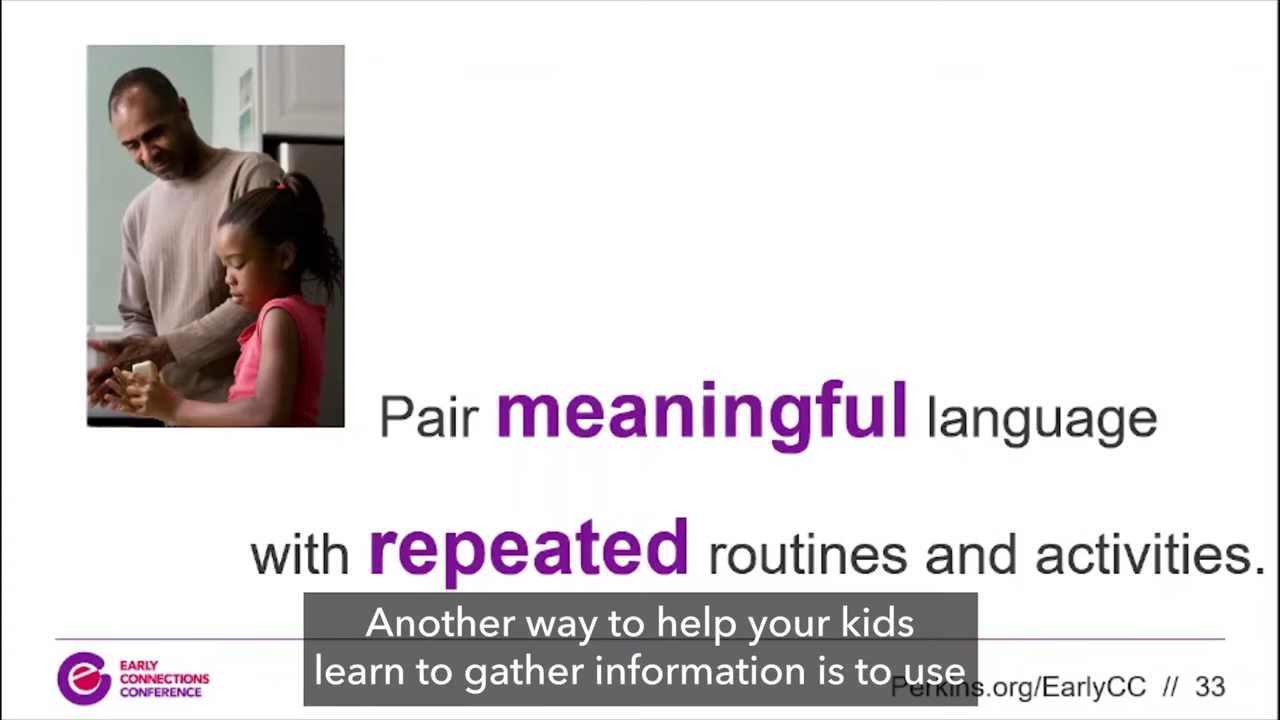 Pair meaningful language
with repeated routines and activities.
Another way to help your kids
learn to gather information is to use
EARLY
CONNECTIONS
CONFERENCE
Perkins.org/EarlyCC // 33